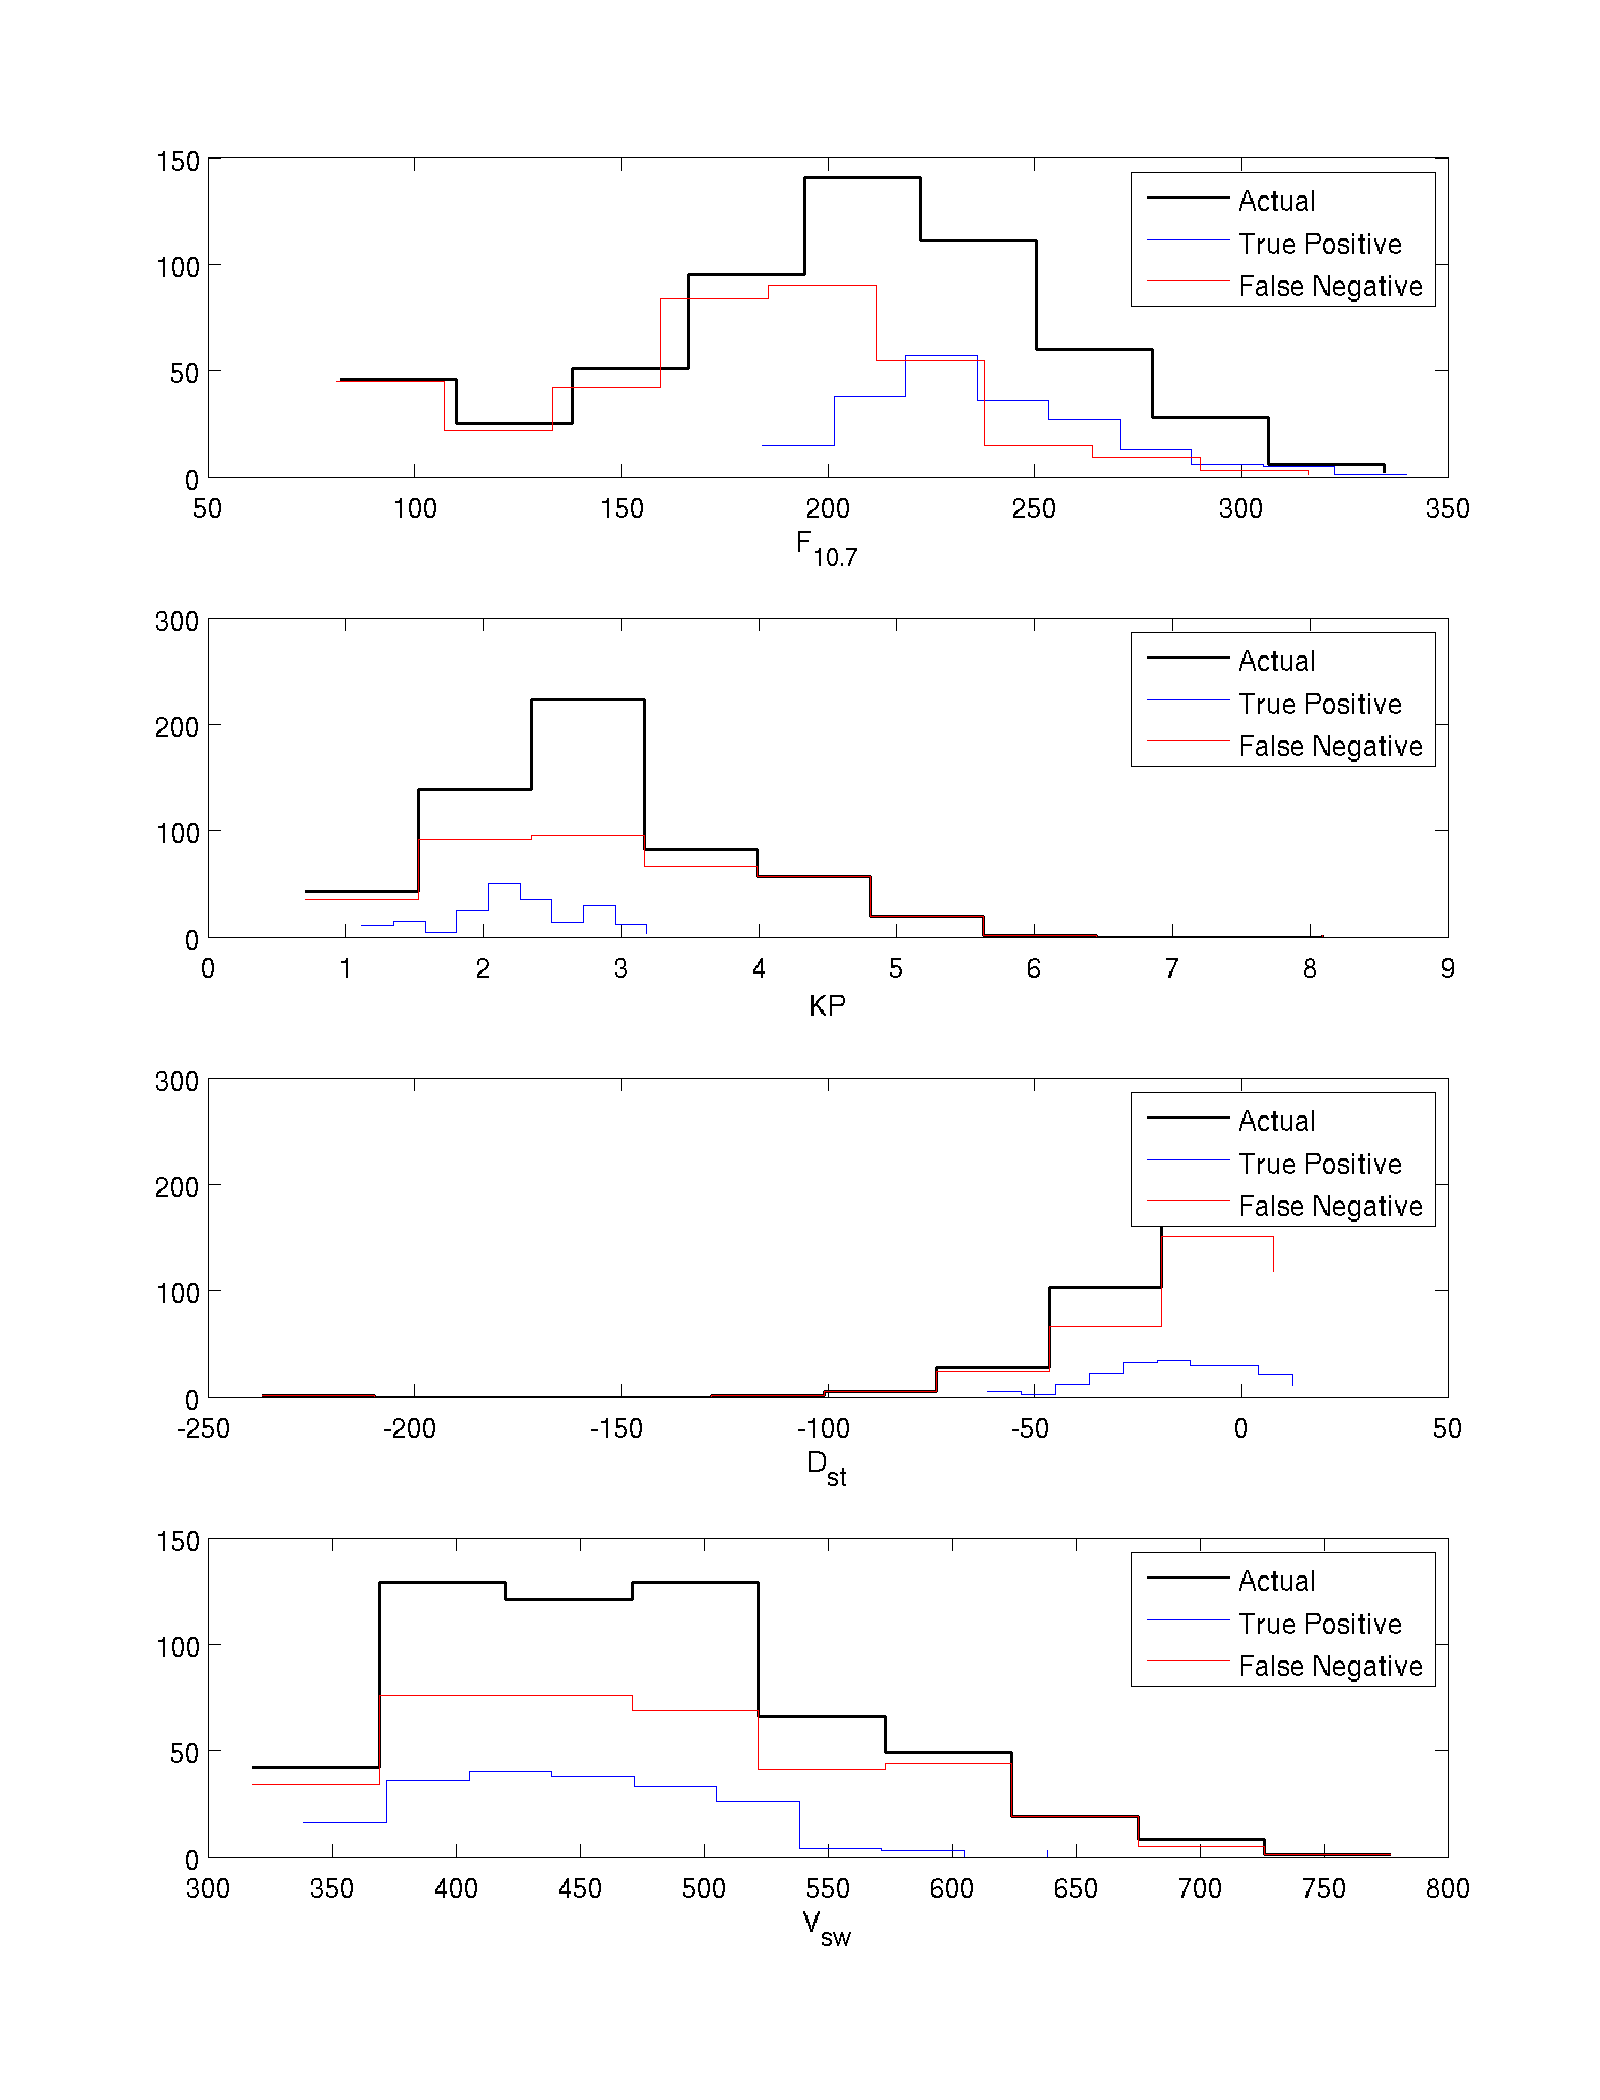 150
100
50
0
Actual
True Positive
False Negative
50 100 150 200 250 300 350
F10.7
300
200
100
0
Actual
True Positive
False Negative
0 1 2 3 4 5 6 7 8 9
KP
300
200
100
0
Actual
True Positive
False Negative
-250 -200 -150 -100 -50 0 50
Dst
150
100
50
0
Actual
True Positive
False Negative
300 350 400 450 500 550 600 650 700 750 800
Vsw